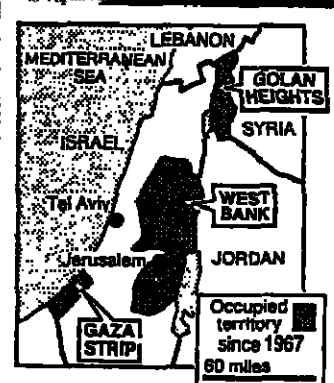 LEBANON
MEDITERRANEAN
SEA
GOLAN
HEIGHTS
SYRIA
ISRAEL
Tel Aviv
WEST
BANK
Jerusalem
JORDAN
GAZA
STRIP
Occupied
territory
since 1967
60 miles